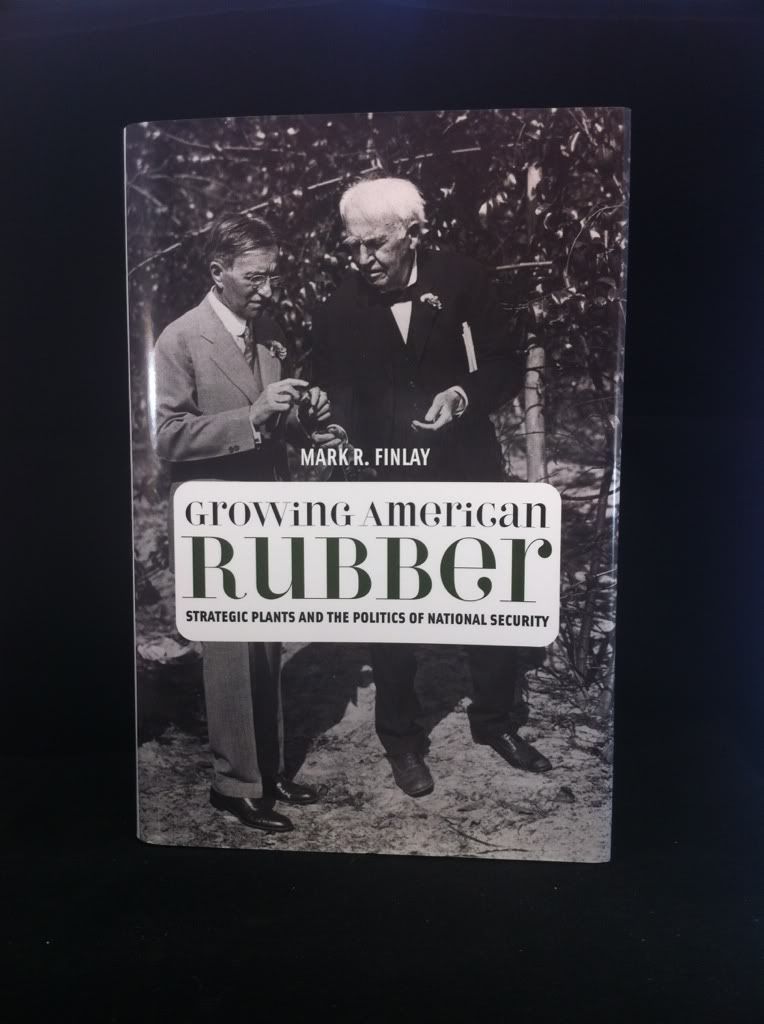 MARK R. FINLAY
GROWING AMERICAN
RUBBER
STRATEGIC PLANTS AND THE POLITICS OF NATIONAL SECURITY